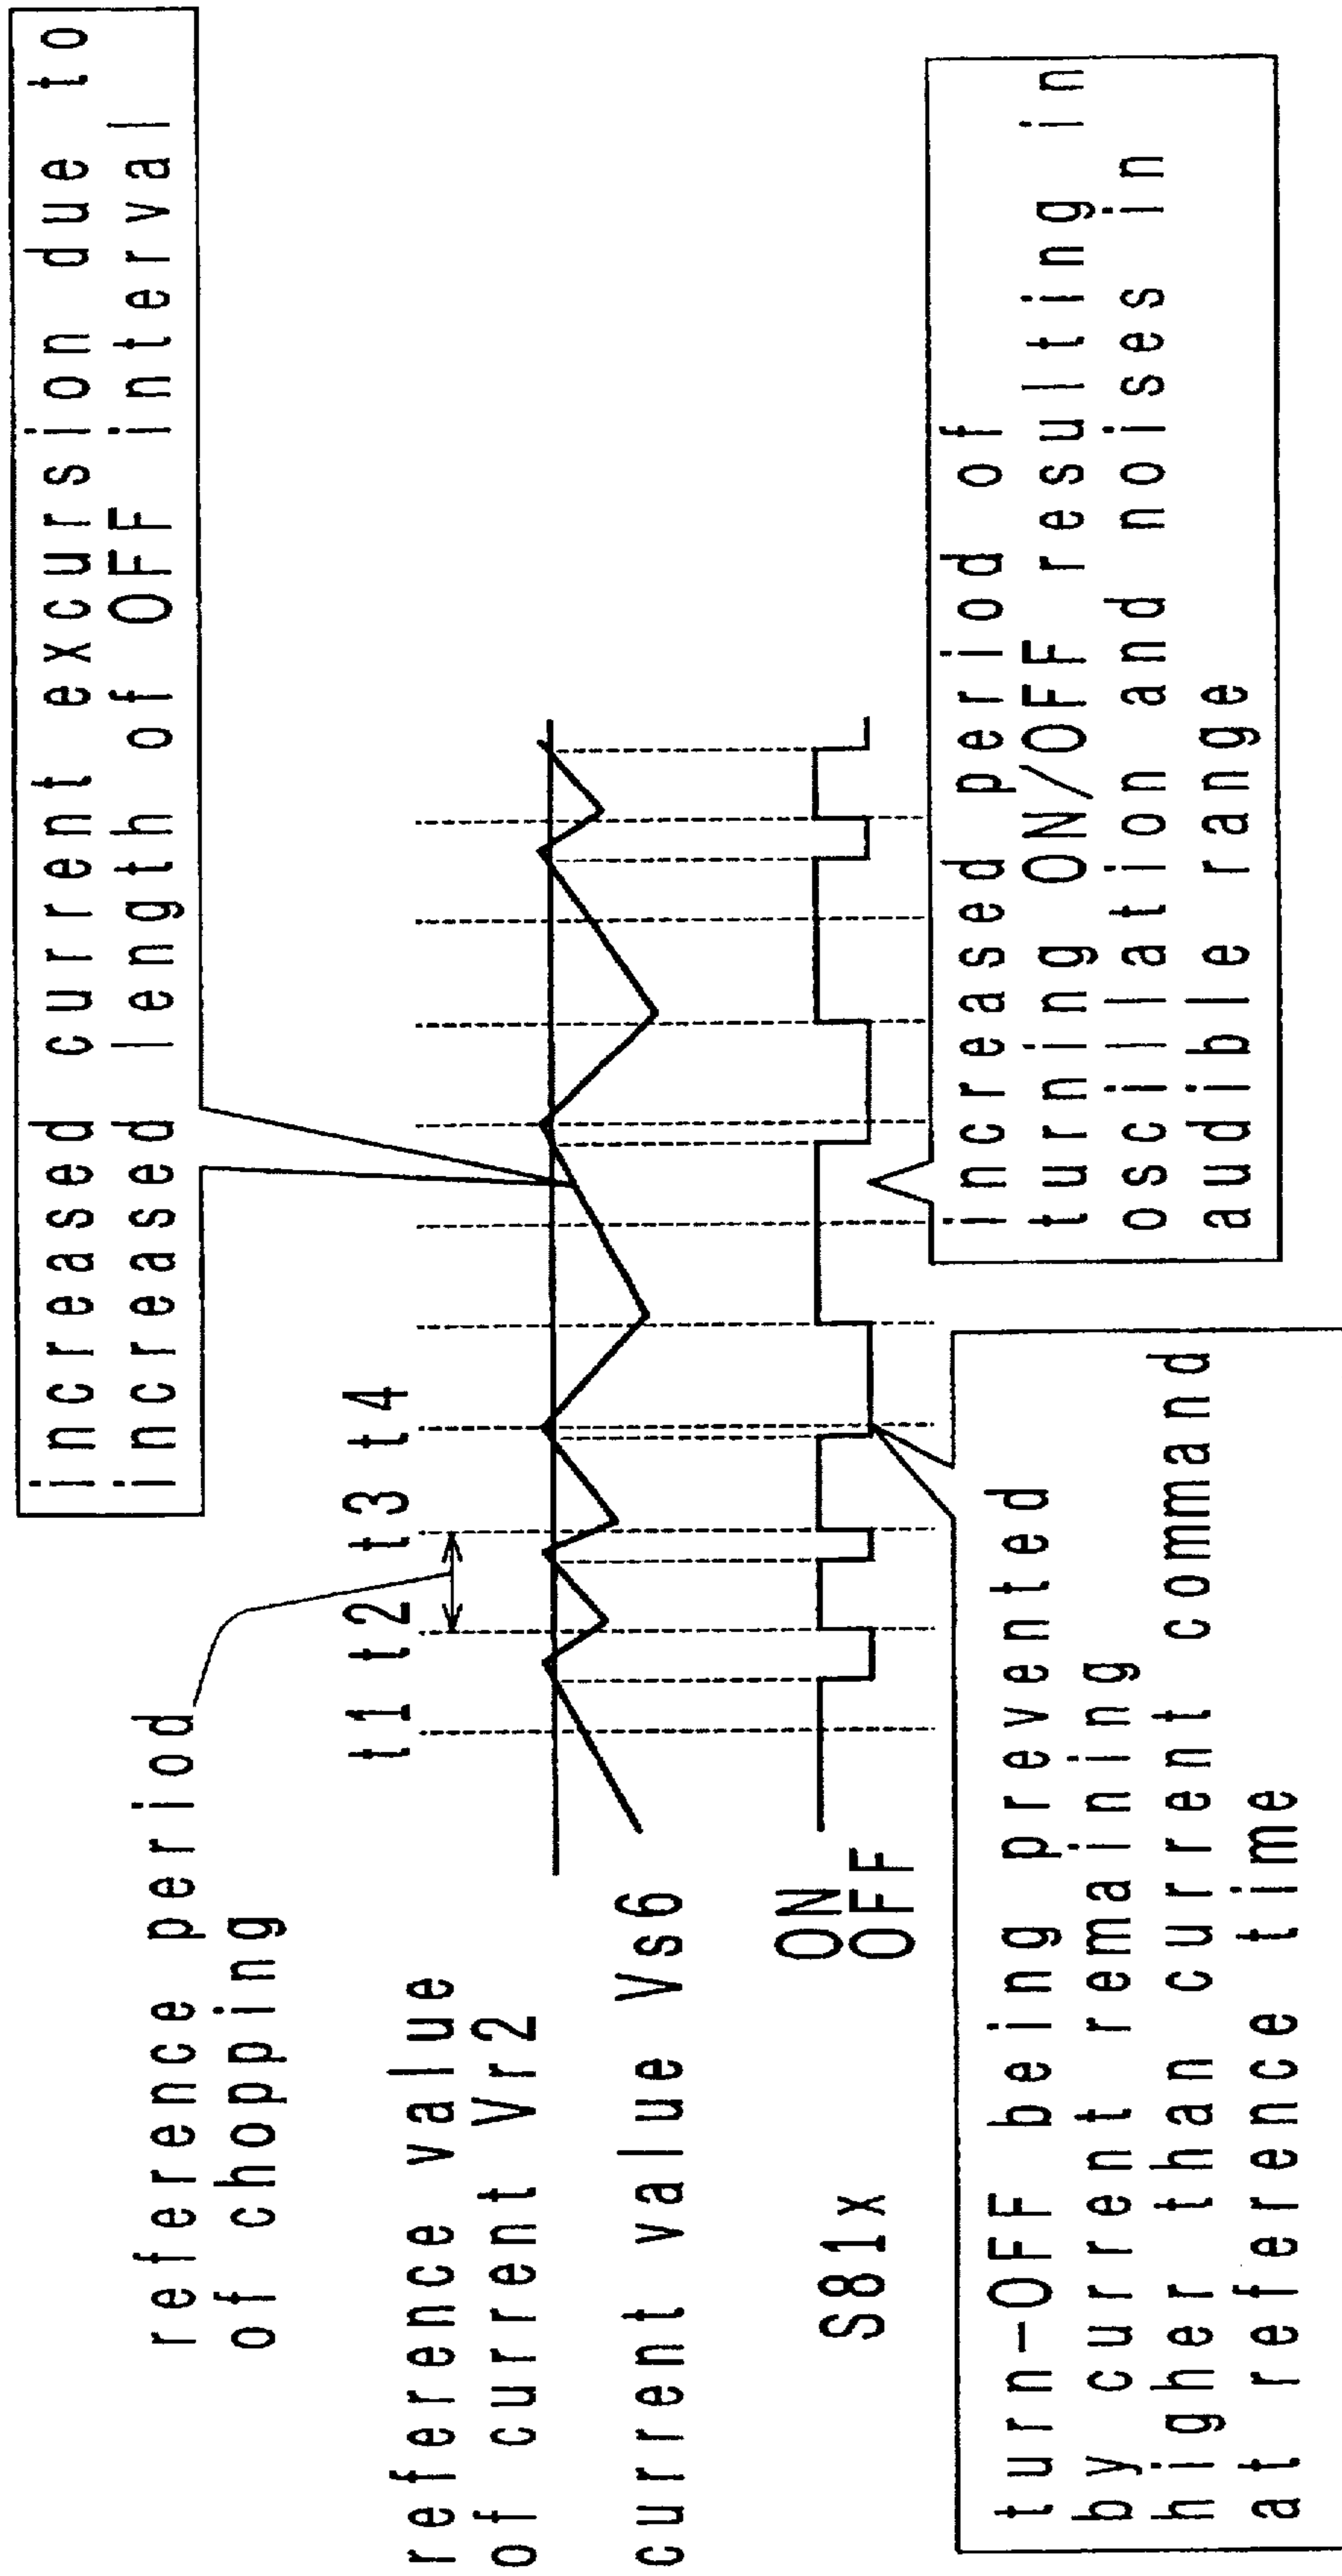 increased current excursion due to
increased length of OFF interval
reference period
of chopping
t1 t2 t3 t4
reference value
of current Vr2
current value Vs6
S81x
ON
OFF
increased period of
turning ON/OFF resulting in
oscillation and noises in
audible range
turn-OFF being prevented
by current remaining
higher than current command
at reference time